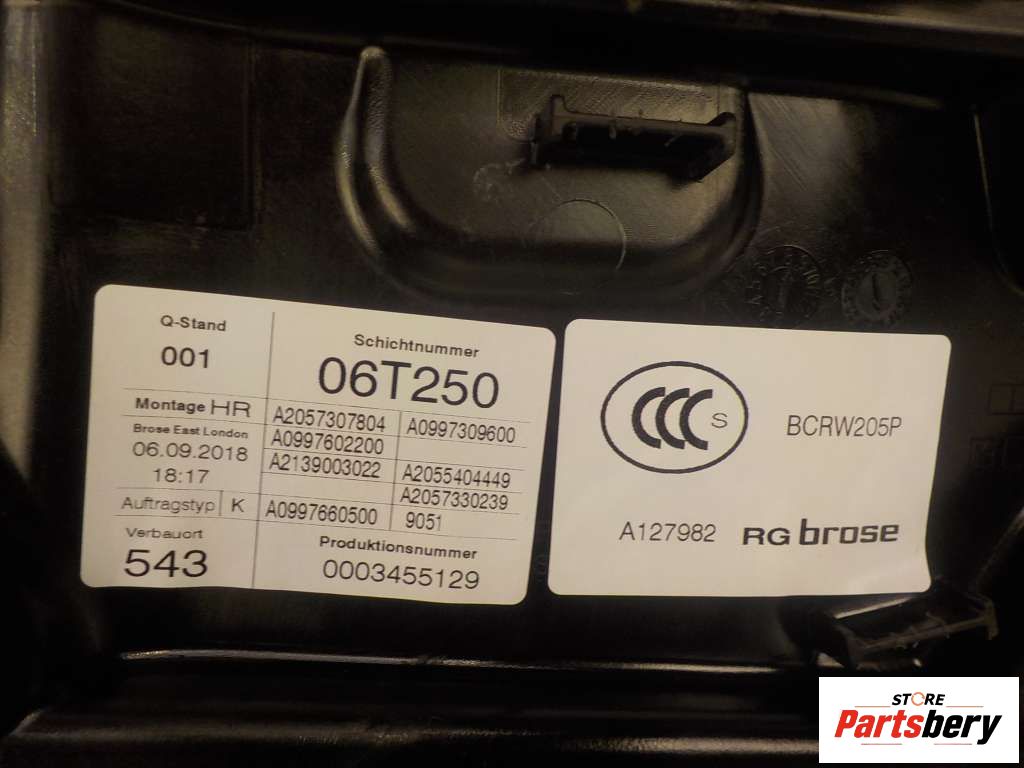 Q-Stand
001
Schichtnummer
06T250
Montage HR
Brose East London
06.09.2018
18:17
A2057307804 A0997309600
A0997602200
A2139003022 A2055404449
A2057330239
A0997660500 9051
Auftragstyp K
Verbauort
543
Produktionsnummer
0003455129
CCC S
BCRW205P
A127982 RG brose
STORE
Partsbery